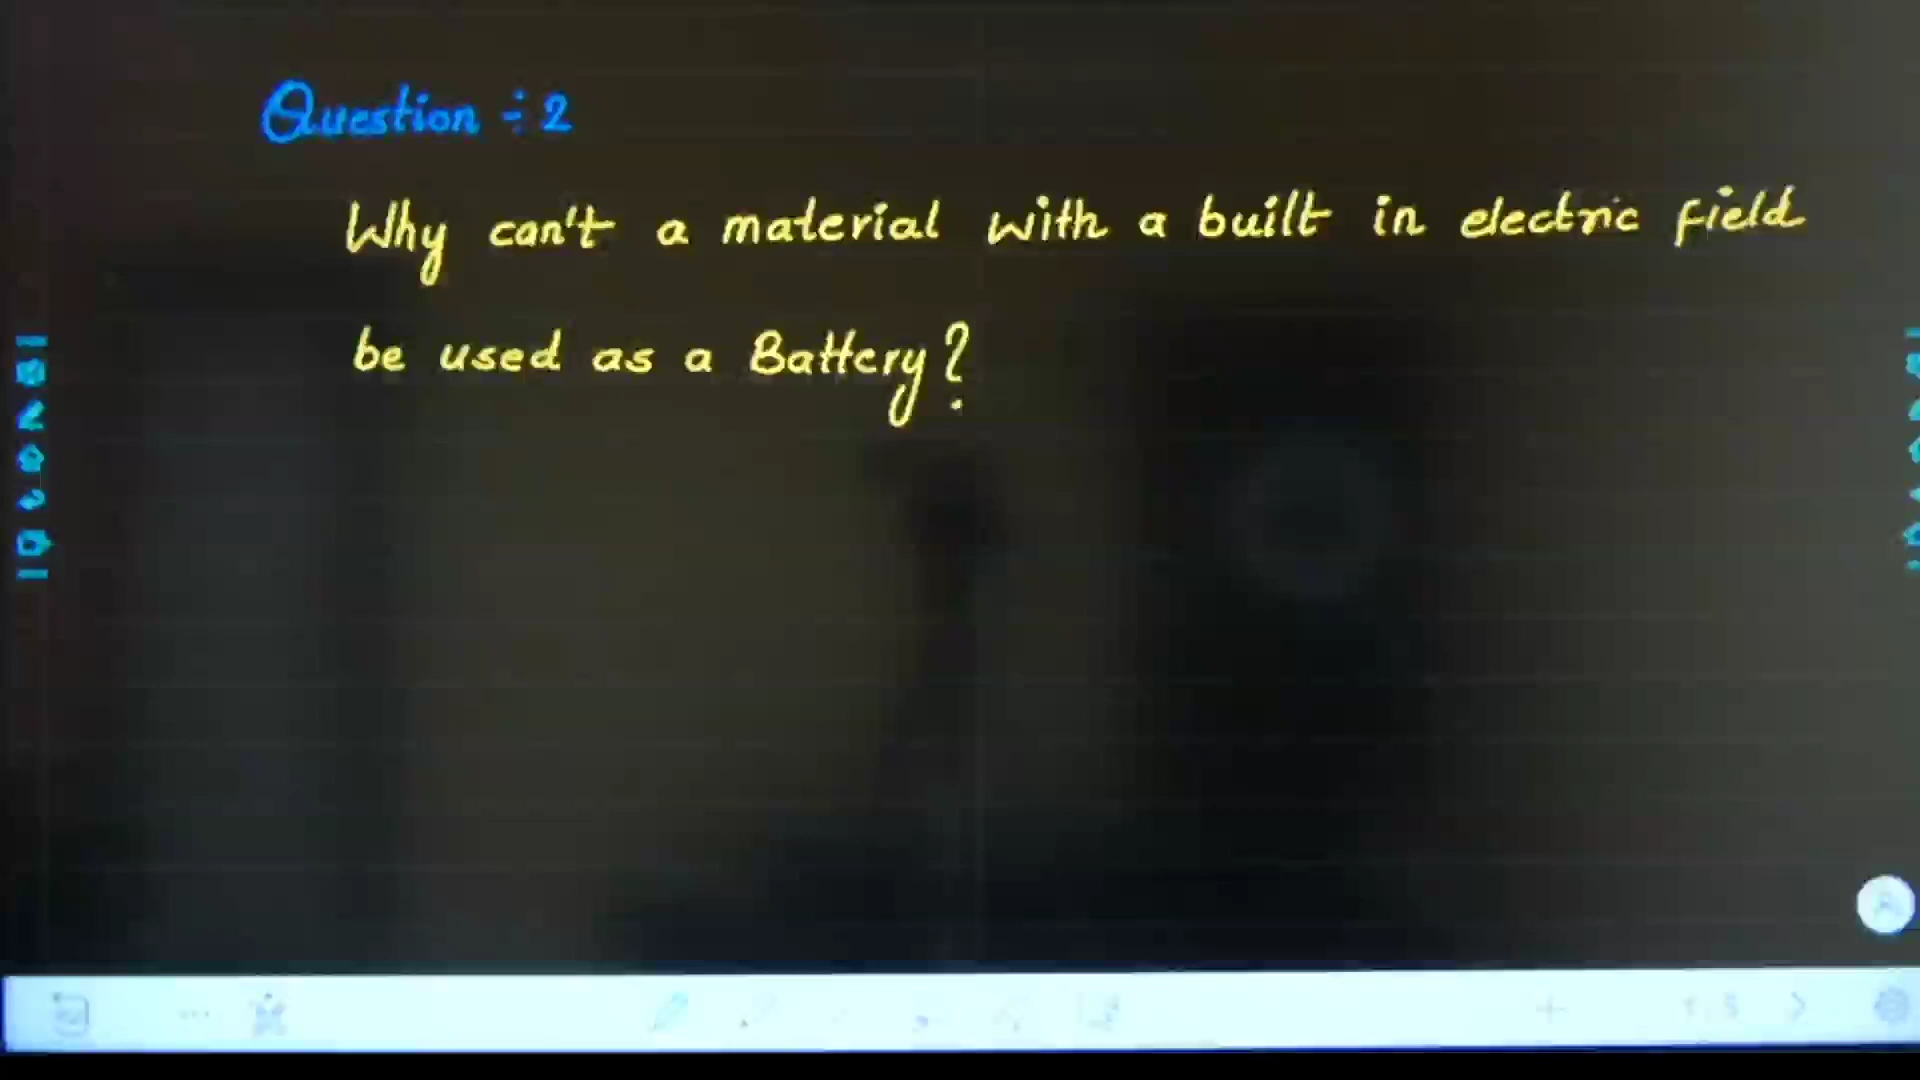 Question ÷ 2
Why can't a material with a built in electric field
be used as a Battery?